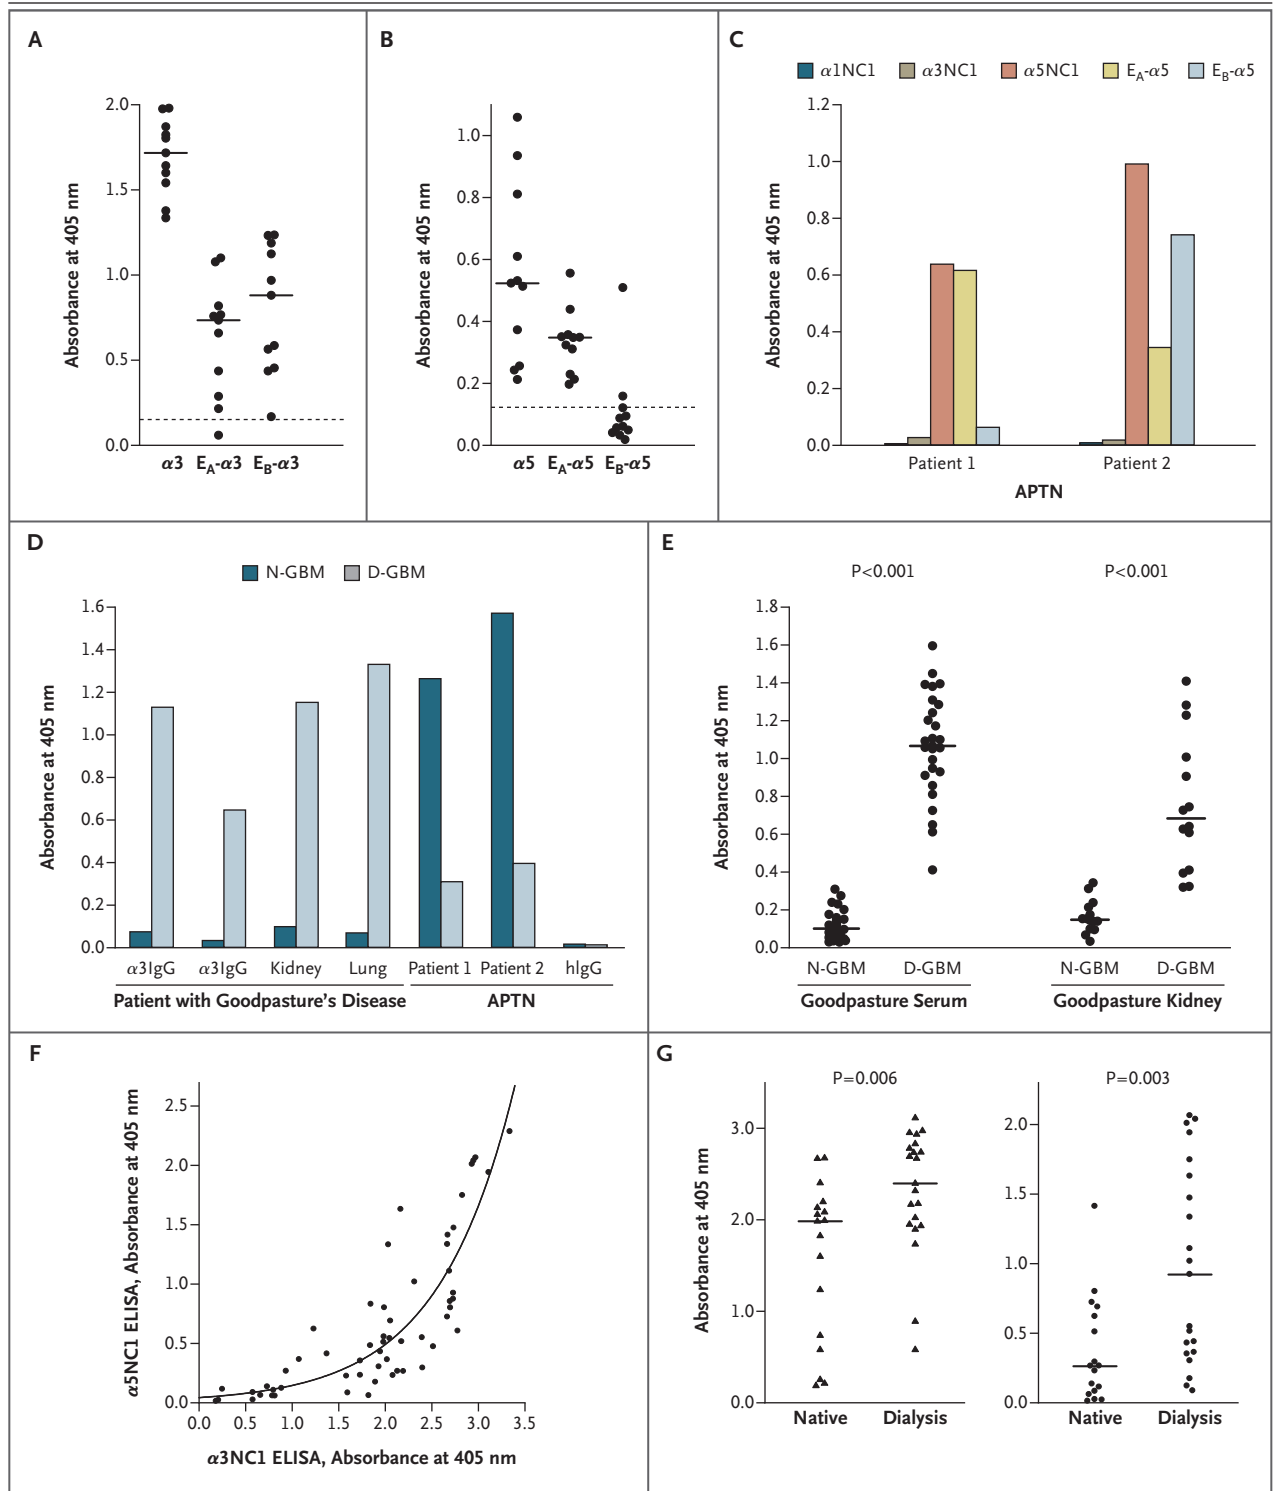 A
Absorbance at 405 nm
2.0
1.5
1.0
0.5
0.0
α3 E_A-α3 E_B-α3
B
Absorbance at 405 nm
1.0
0.8
0.6
0.4
0.2
0.0
α5 E_A-α5 E_B-α5
C
α1NC1 α3NC1 α5NC1 E_A-α5 E_B-α5
Absorbance at 405 nm
1.2
1.0
0.8
0.6
0.4
0.2
0.0
Patient 1 Patient 2
APTN
D
N-GBM D-GBM
Absorbance at 405 nm
1.6
1.4
1.2
1.0
0.8
0.6
0.4
0.2
0.0
α3IgG α3IgG Kidney Lung Patient 1 Patient 2 hIgG
Patient with Goodpasture's Disease APTN
E
P<0.001 P<0.001
Absorbance at 405 nm
1.8
1.6
1.4
1.2
1.0
0.8
0.6
0.4
0.2
0.0
N-GBM D-GBM N-GBM D-GBM
Goodpasture Serum Goodpasture Kidney
F
α5NC1 ELISA, Absorbance at 405 nm
2.5
2.0
1.5
1.0
0.5
0.0
0.0 0.5 1.0 1.5 2.0 2.5 3.0 3.5
α3NC1 ELISA, Absorbance at 405 nm
G
P=0.006 P=0.003
Absorbance at 405 nm
3.0
2.0
1.0
0.0
Native Dialysis
2.0
1.5
1.0
0.5
0.0
Native Dialysis